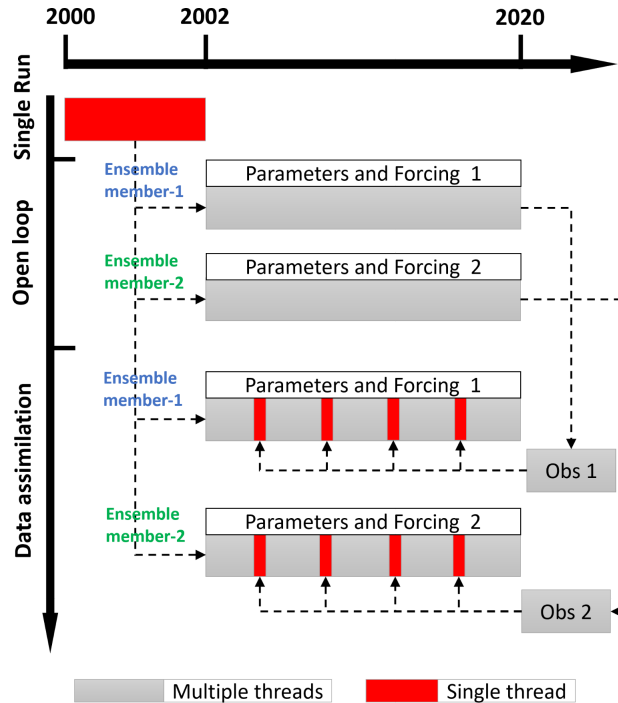 2000 2002 2020
Single Run
Open loop
Data assimilation
Ensemble
member-1
Parameters and Forcing 1
Ensemble
member-2
Parameters and Forcing 2
Ensemble
member-1
Parameters and Forcing 1
Obs 1
Ensemble
member-2
Parameters and Forcing 2
Obs 2
Multiple threads
Single thread